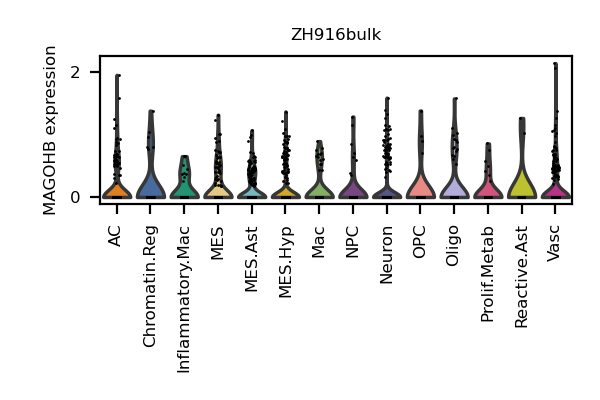 ZH916bulk
MAGOHB expression
2
0
AC
Chromatin.Reg
Inflammatory.Mac
MES
MES.Ast
MES.Hyp
Mac
NPC
Neuron
OPC
Oligo
Prolif.Metab
Reactive.Ast
Vasc